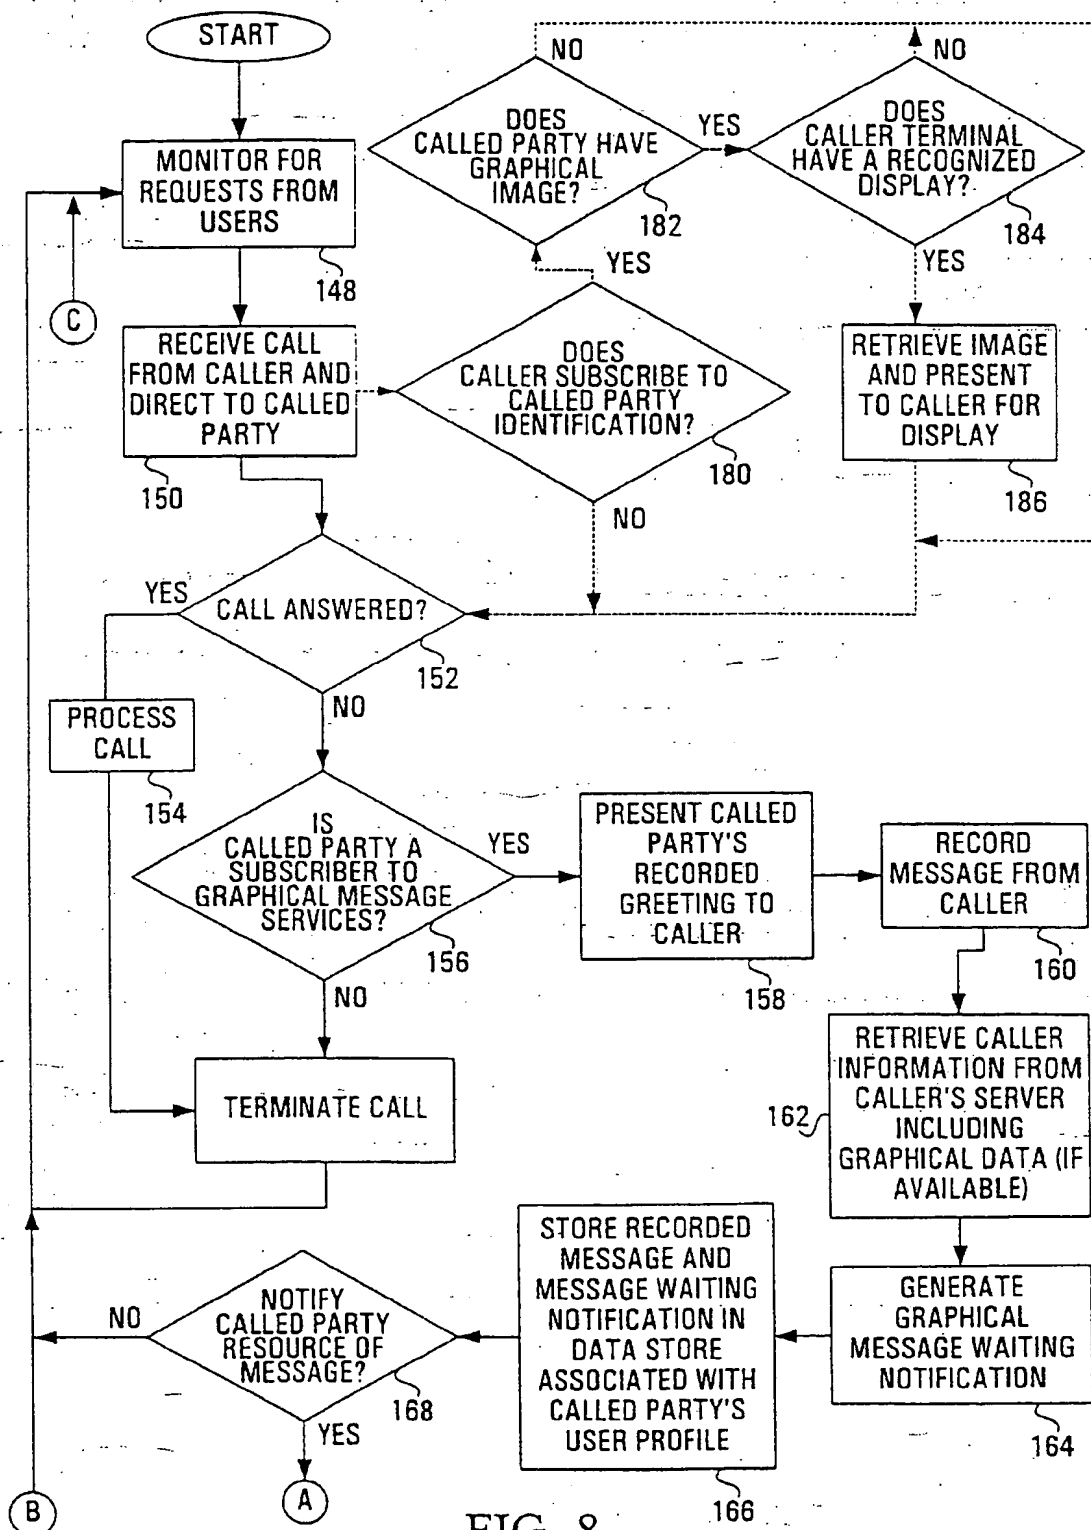 START
NO
NO
MONITOR FOR
REQUESTS FROM
USERS
148
DOES
CALLED PARTY HAVE
GRAPHICAL
IMAGE?
182
YES
DOES
CALLER TERMINAL
HAVE A RECOGNIZED
DISPLAY?
184
YES
YES
C
RECEIVE CALL
FROM CALLER AND
DIRECT TO CALLED
PARTY
150
DOES
CALLER SUBSCRIBE TO
CALLED PARTY
IDENTIFICATION?
180
NO
RETRIEVE IMAGE
AND PRESENT
TO CALLER FOR
DISPLAY
186
YES
CALL ANSWERED?
152
NO
PROCESS
CALL
154
IS
CALLED PARTY A
SUBSCRIBER TO
GRAPHICAL MESSAGE
SERVICES?
156
YES
NO
PRESENT CALLED
PARTY'S
RECORDED
GREETING TO
CALLER
158
RECORD
MESSAGE FROM
CALLER
160
TERMINATE CALL
162
RETRIEVE CALLER
INFORMATION FROM
CALLER'S SERVER
INCLUDING
GRAPHICAL DATA (IF
AVAILABLE)
GENERATE
GRAPHICAL
MESSAGE WAITING
NOTIFICATION
164
STORE RECORDED
MESSAGE AND
MESSAGE WAITING
NOTIFICATION IN
DATA STORE
ASSOCIATED WITH
CALLED PARTY'S
USER PROFILE
166
NO
NOTIFY
CALLED PARTY
RESOURCE OF
MESSAGE?
168
YES
B
A
FIG. 8